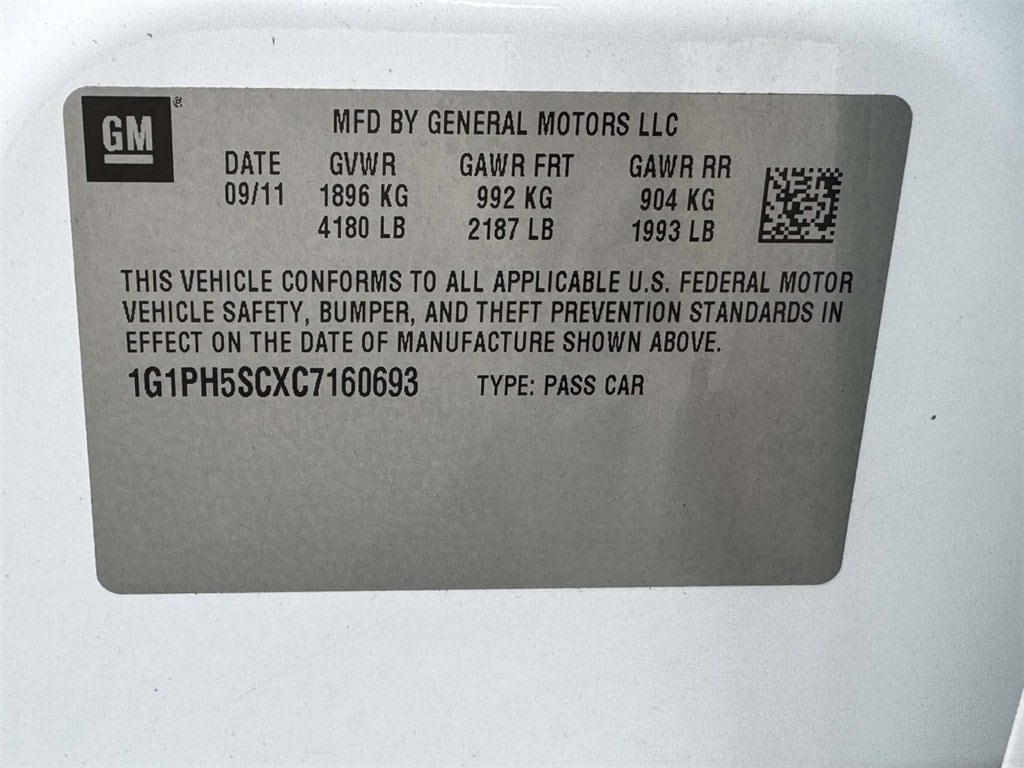 GM®
MFD BY GENERAL MOTORS LLC
DATE GVWR GAWR FRT GAWR RR
09/11 1896 KG 992 KG 904 KG
4180 LB 2187 LB 1993 LB
THIS VEHICLE CONFORMS TO ALL APPLICABLE U.S. FEDERAL MOTOR
VEHICLE SAFETY, BUMPER, AND THEFT PREVENTION STANDARDS IN
EFFECT ON THE DATE OF MANUFACTURE SHOWN ABOVE.
1G1PH5SCXC7160693 TYPE: PASS CAR